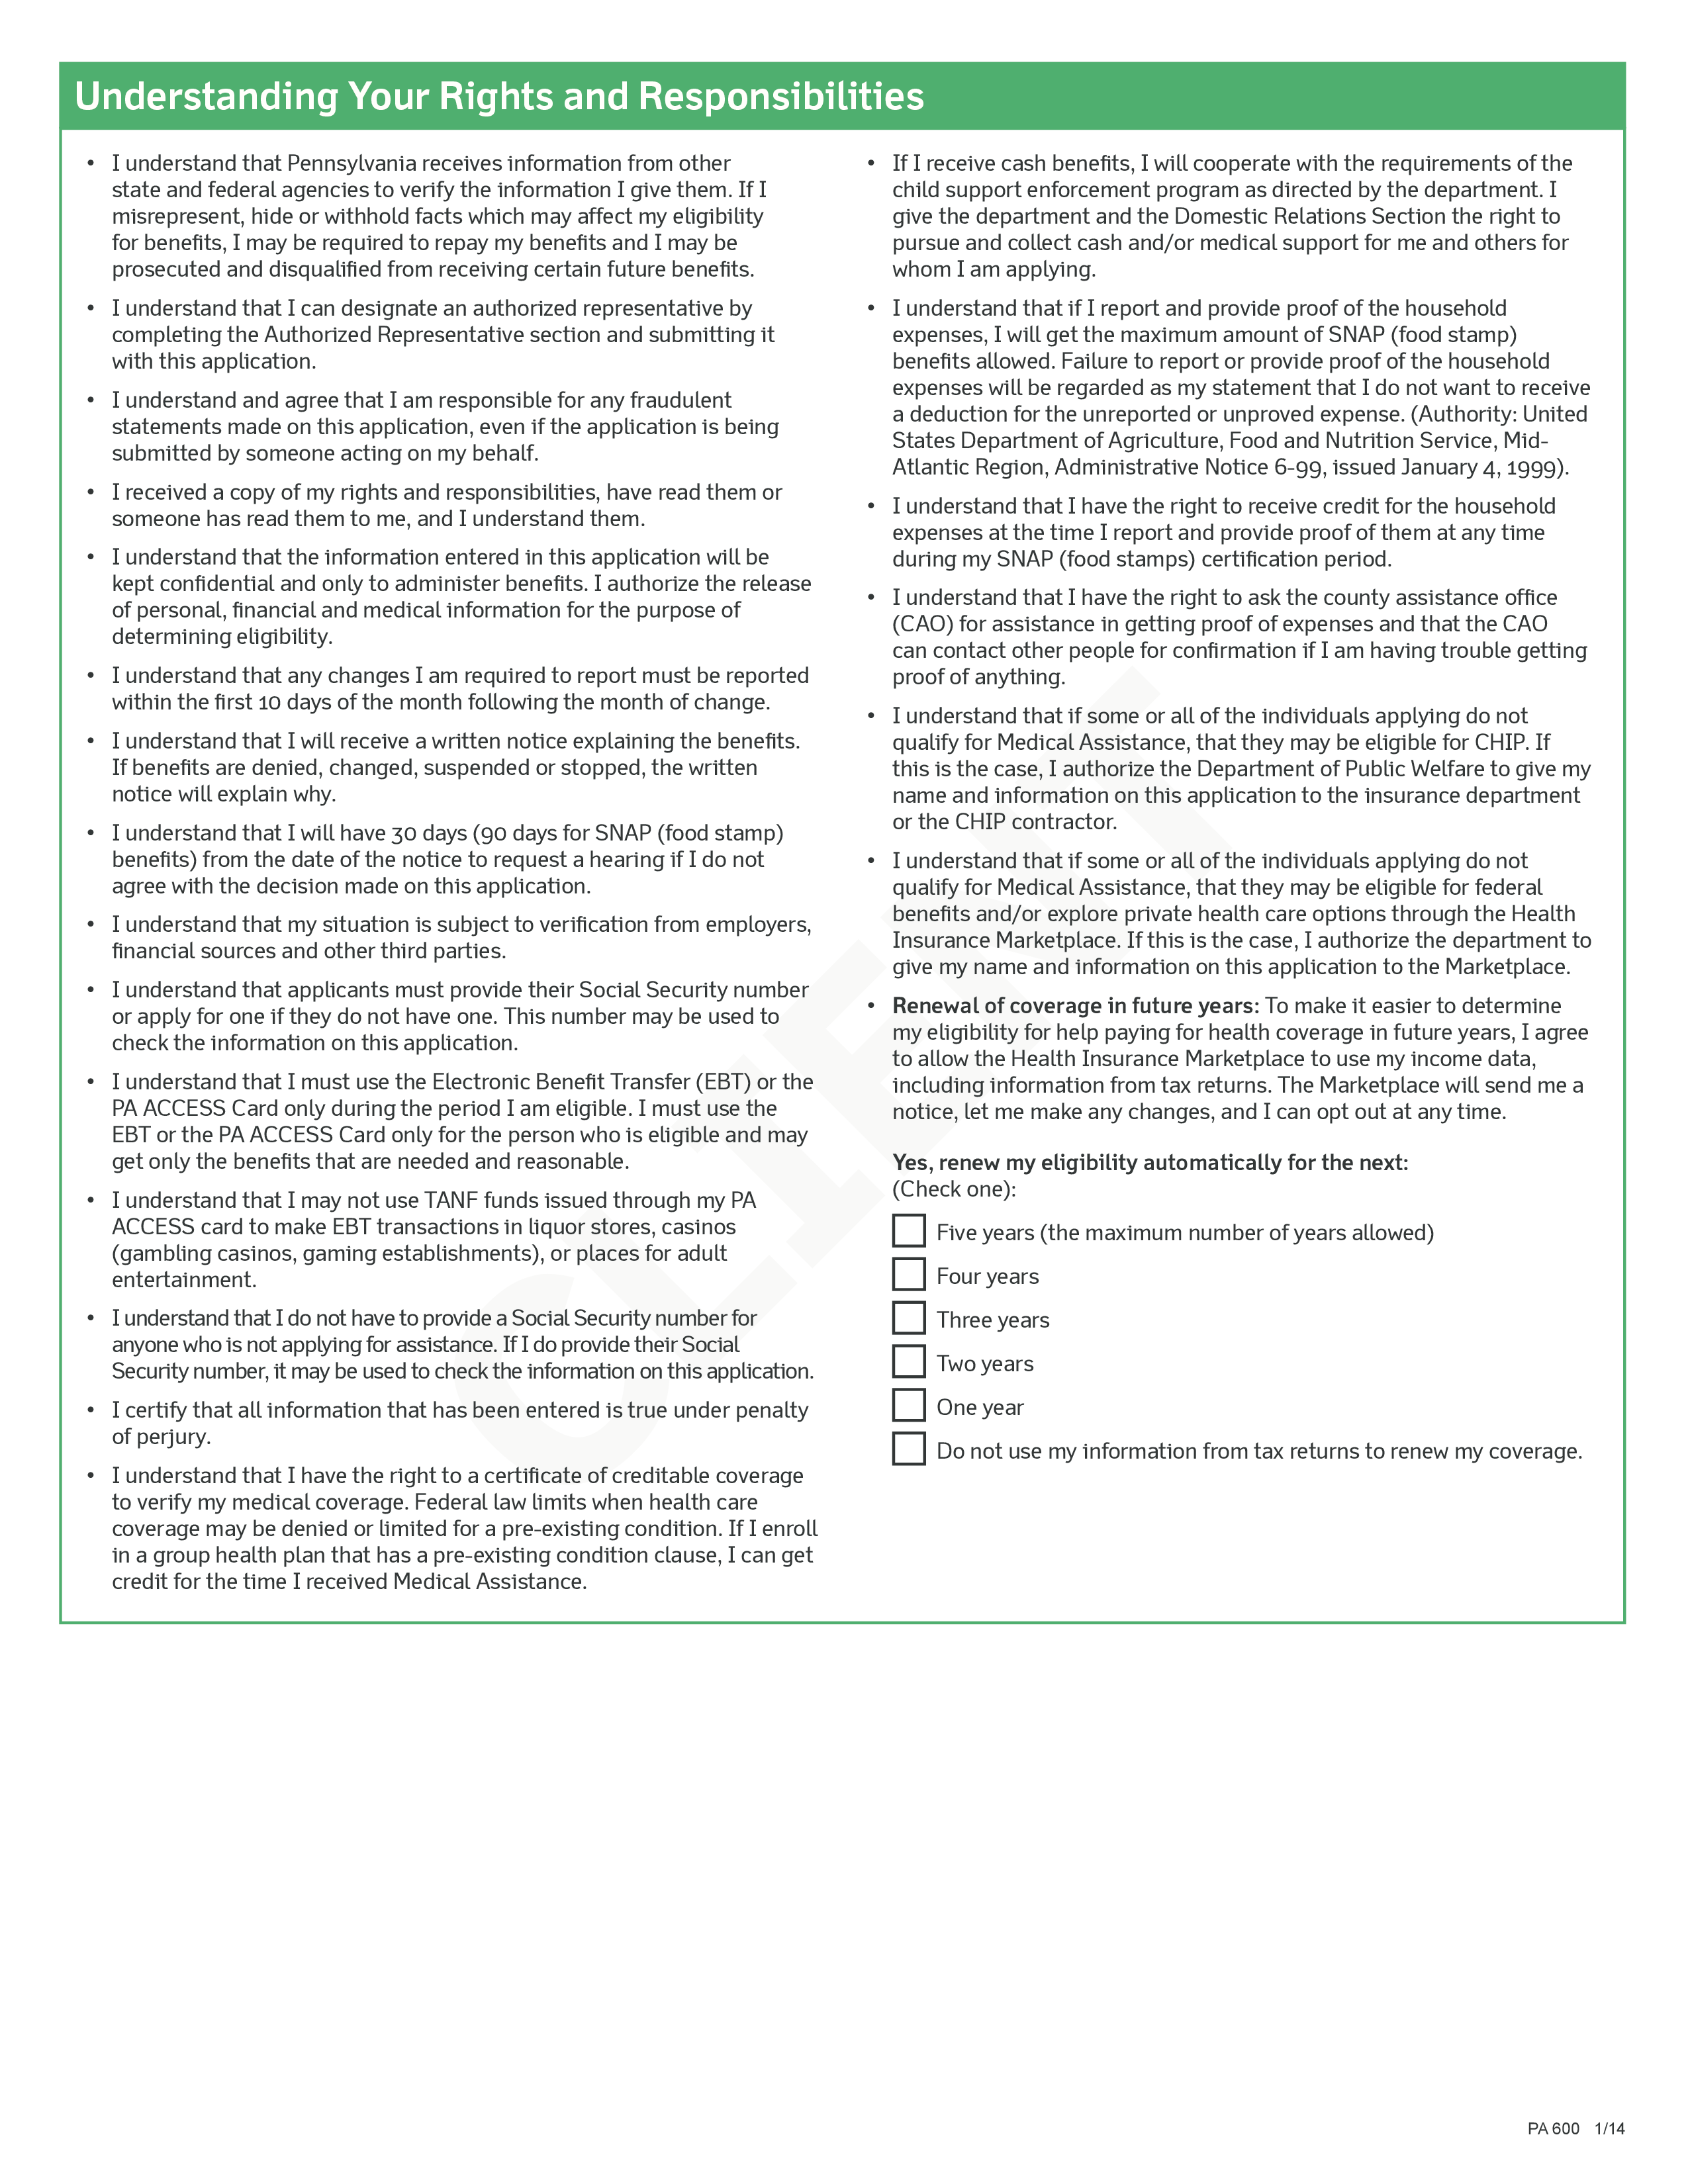 Understanding Your Rights and Responsibilities
• I understand that Pennsylvania receives information from other
state and federal agencies to verify the information I give them. If I
misrepresent, hide or withhold facts which may affect my eligibility
for benefits, I may be required to repay my benefits and I may be
prosecuted and disqualified from receiving certain future benefits.
• I understand that I can designate an authorized representative by
completing the Authorized Representative section and submitting it
with this application.
• I understand and agree that I am responsible for any fraudulent
statements made on this application, even if the application is being
submitted by someone acting on my behalf.
• I received a copy of my rights and responsibilities, have read them or
someone has read them to me, and I understand them.
• I understand that the information entered in this application will be
kept confidential and only to administer benefits. I authorize the release
of personal, financial and medical information for the purpose of
determining eligibility.
• I understand that any changes I am required to report must be reported
within the first 10 days of the month following the month of change.
• I understand that I will receive a written notice explaining the benefits.
If benefits are denied, changed, suspended or stopped, the written
notice will explain why.
• I understand that I will have 30 days (90 days for SNAP (food stamp)
benefits) from the date of the notice to request a hearing if I do not
agree with the decision made on this application.
• I understand that my situation is subject to verification from employers,
financial sources and other third parties.
• I understand that applicants must provide their Social Security number
or apply for one if they do not have one. This number may be used to
check the information on this application.
• I understand that I must use the Electronic Benefit Transfer (EBT) or the
PA ACCESS Card only during the period I am eligible. I must use the
EBT or the PA ACCESS Card only for the person who is eligible and may
get only the benefits that are needed and reasonable.
• I understand that I may not use TANF funds issued through my PA
ACCESS card to make EBT transactions in liquor stores, casinos
(gambling casinos, gaming establishments), or places for adult
entertainment.
• I understand that I do not have to provide a Social Security number for
anyone who is not applying for assistance. If I do provide their Social
Security number, it may be used to check the information on this application.
• I certify that all information that has been entered is true under penalty
of perjury.
• I understand that I have the right to a certificate of creditable coverage
to verify my medical coverage. Federal law limits when health care
coverage may be denied or limited for a pre-existing condition. If I enroll
in a group health plan that has a pre-existing condition clause, I can get
credit for the time I received Medical Assistance.
• If I receive cash benefits, I will cooperate with the requirements of the
child support enforcement program as directed by the department. I
give the department and the Domestic Relations Section the right to
pursue and collect cash and/or medical support for me and others for
whom I am applying.
• I understand that if I report and provide proof of the household
expenses, I will get the maximum amount of SNAP (food stamp)
benefits allowed. Failure to report or provide proof of the household
expenses will be regarded as my statement that I do not want to receive
a deduction for the unreported or unproved expense. (Authority: United
States Department of Agriculture, Food and Nutrition Service, Mid-
Atlantic Region, Administrative Notice 6-99, issued January 4, 1999).
• I understand that I have the right to receive credit for the household
expenses at the time I report and provide proof of them at any time
during my SNAP (food stamps) certification period.
• I understand that I have the right to ask the county assistance office
(CAO) for assistance in getting proof of expenses and that the CAO
can contact other people for confirmation if I am having trouble getting
proof of anything.
• I understand that if some or all of the individuals applying do not
qualify for Medical Assistance, that they may be eligible for CHIP. If
this is the case, I authorize the Department of Public Welfare to give my
name and information on this application to the insurance department
or the CHIP contractor.
• I understand that if some or all of the individuals applying do not
qualify for Medical Assistance, that they may be eligible for federal
benefits and/or explore private health care options through the Health
Insurance Marketplace. If this is the case, I authorize the department to
give my name and information on this application to the Marketplace.
• Renewal of coverage in future years: To make it easier to determine
my eligibility for help paying for health coverage in future years, I agree
to allow the Health Insurance Marketplace to use my income data,
including information from tax returns. The Marketplace will send me a
notice, let me make any changes, and I can opt out at any time.
Yes, renew my eligibility automatically for the next:
(Check one):
Five years (the maximum number of years allowed)
Four years
Three years
Two years
One year
Do not use my information from tax returns to renew my coverage.
CLIENT
PA 600 1/14